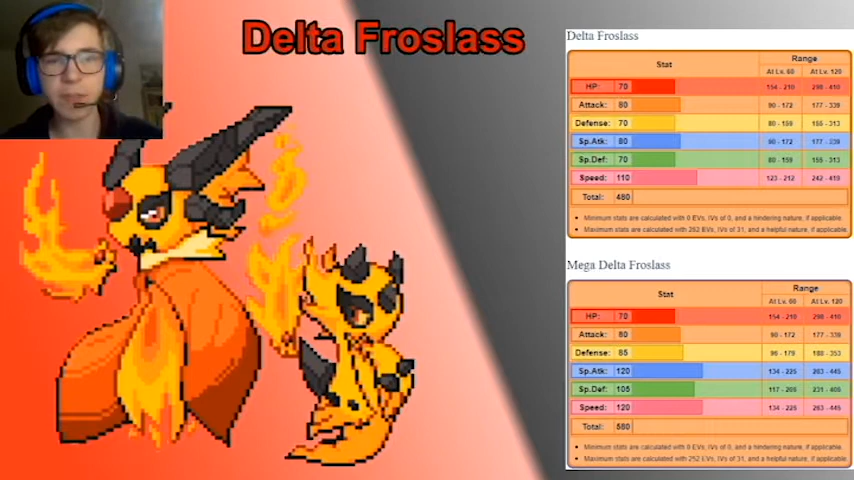 Delta Froslass
Delta Froslass
Stat
Range
At Lv. 60
At Lv. 120
HP: 70 154 - 210 298 - 410
Attack: 80 90 - 172 177 - 339
Defense: 70 80 - 159 155 - 313
Sp.Atk: 80 90 - 172 177 - 339
Sp.Def: 70 80 - 159 155 - 313
Speed: 110 123 - 212 242 - 419
Total: 480
• Minimum stats are calculated with 0 EVs, IVs of 0, and a hindering nature, if applicable.
• Maximum stats are calculated with 252 EVs, IVs of 31, and a helpful nature, if applicable.
Mega Delta Froslass
Stat
Range
At Lv. 60
At Lv. 120
HP: 70 154 - 210 298 - 410
Attack: 80 90 - 172 177 - 339
Defense: 85 188 - 353
Sp.Atk: 120 134 - 225 263 - 445
Sp.Def: 105 231 -
Speed: 120 134 - 225 263 - 445
Total: 580
• Minimum stats are calculated with 0 EVs, IVs of 0, and a hindering nature, if applicable.
• Maximum stats are calculated with 252 EVs, IVs of 31, and a helpful nature, if applicable.